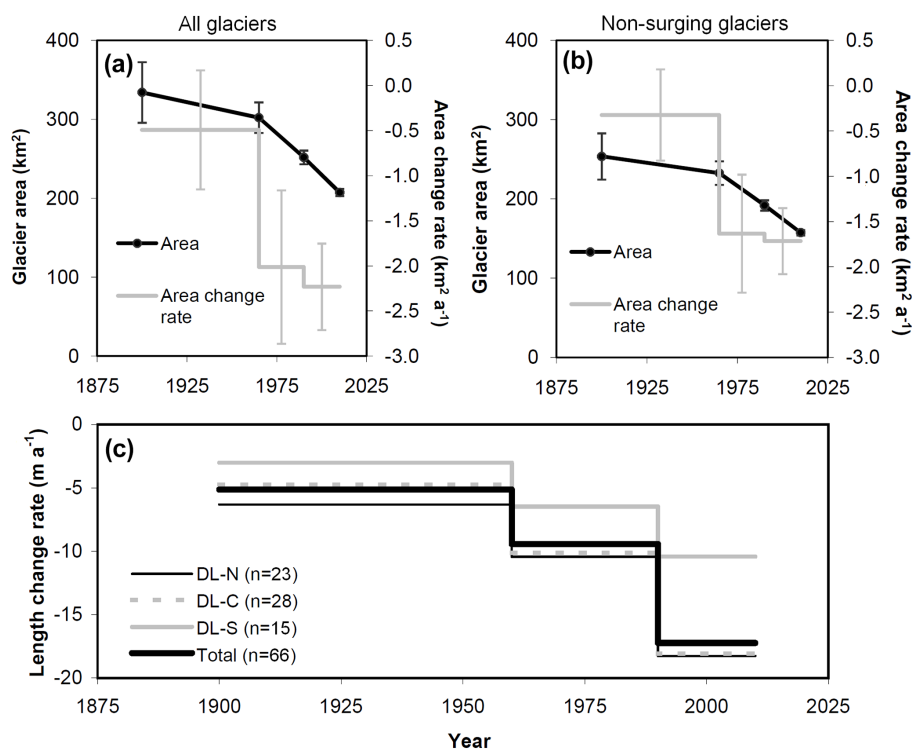 All glaciers
(a)
Glacier area (km²)
400
300
200
100
0
Area
Area change
rate
0.5
0.0
-0.5
-1.0
-1.5
-2.0
-2.5
-3.0
Area change
rate (km² a⁻¹)
1875
1925
1975
2025
Non-surging glaciers
(b)
Glacier area (km²)
400
300
200
100
0
Area
Area change
rate
0.5
0.0
-0.5
-1.0
-1.5
-2.0
-2.5
-3.0
Area change
rate (km² a⁻¹)
1875
1925
1975
2025
(c)
Length change rate (m a⁻¹)
0
-5
-10
-15
-20
DL-N (n=23)
DL-C (n=28)
DL-S (n=15)
Total (n=66)
1875
1900
1925
1950
1975
2000
2025
Year